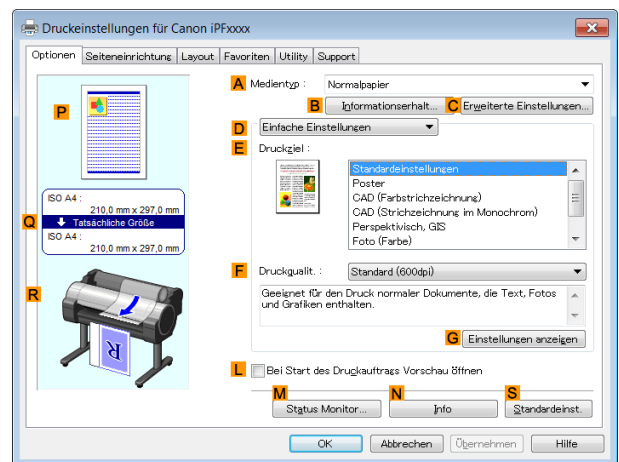 Druckeinstellungen für Canon iPFxxxx
Optionen Seiteneinrichtung Layout Favoriten Utility Support
A Medientyp : Normalpapier
B Informationserhalt... C Erweiterte Einstellungen...
P
D Einfache Einstellungen
E Druckziel :
Standardeinstellungen
Poster
CAD (Farbstrichzeichnung)
CAD (Strichzeichnung im Monochrom)
Perspektivisch, GIS
Foto (Farbe)
ISO A4 :
210,0 mm x 297,0 mm
Q Tatsächliche Größe
ISO A4 :
210,0 mm x 297,0 mm
F Druckqualit. : Standard (600dpi)
R
Geeignet für den Druck normaler Dokumente, die Text, Fotos
und Grafiken enthalten.
G Einstellungen anzeigen
L Bei Start des Druckauftrags Vorschau öffnen
M N S
Status Monitor... Info Standardeinst.
OK Abbrechen Übernehmen Hilfe